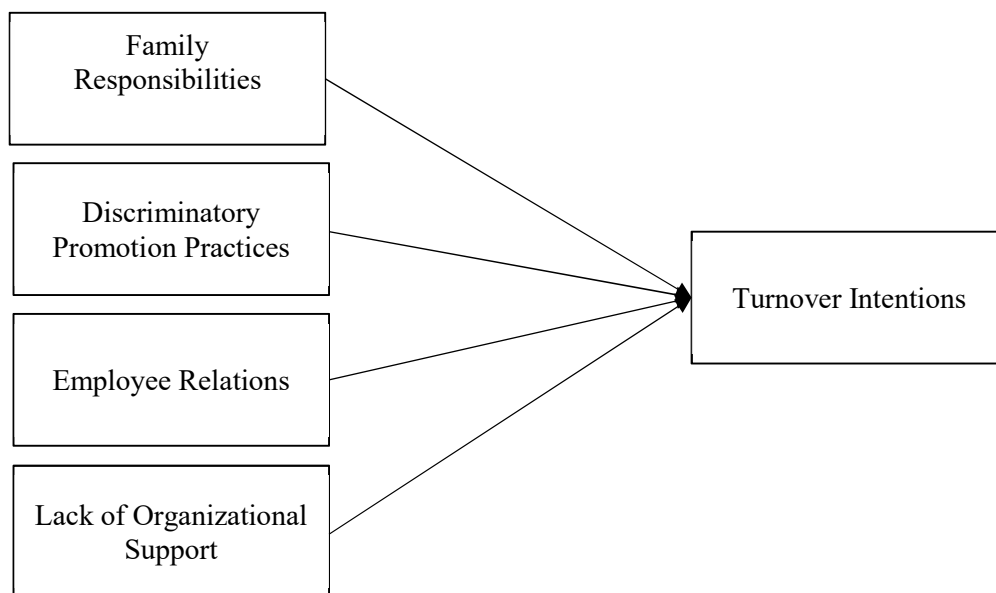 Family
Responsibilities
Discriminatory
Promotion Practices
Turnover Intentions
Employee Relations
Lack of Organizational
Support